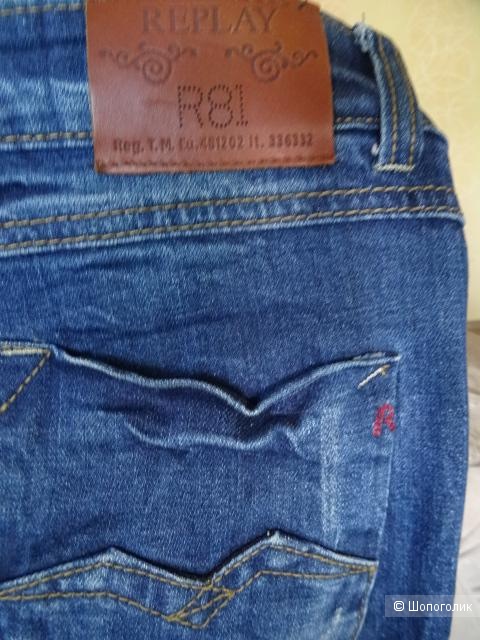 REPLAY
R81
Reg. T.M. Eu.481202 It. 336332
R
© Шопоголик